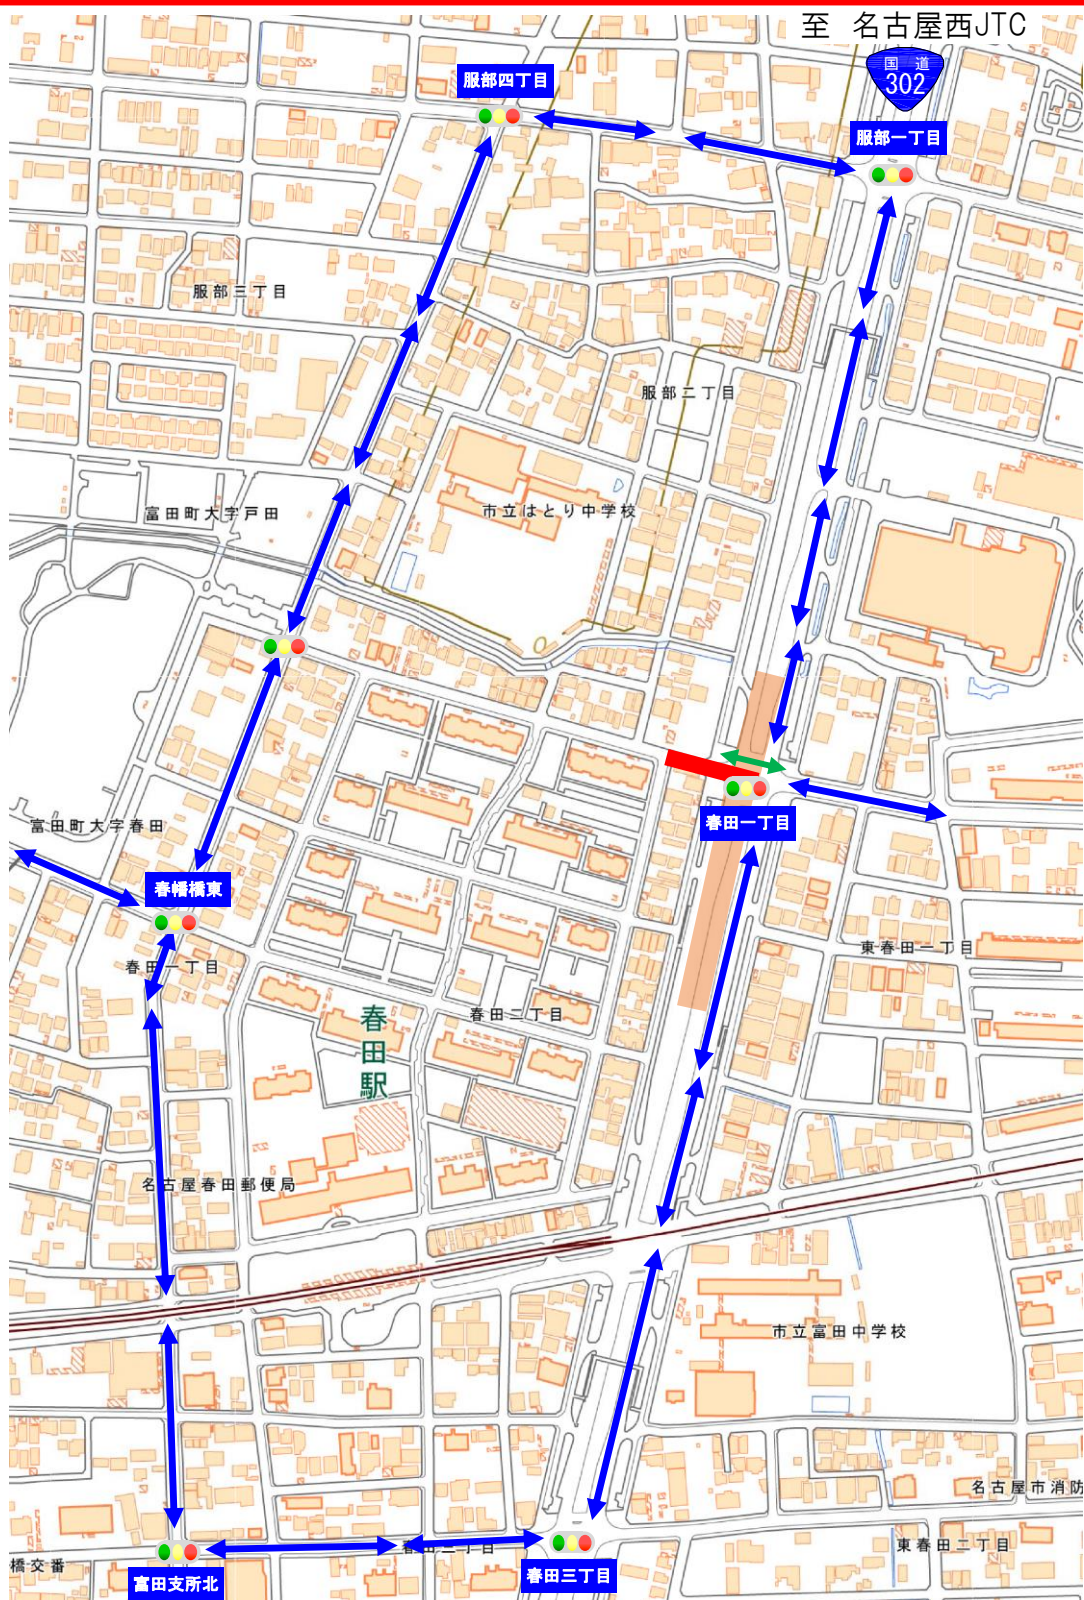 至 名古屋西JTC
国道
302
服部四丁目
服部一丁目
服部三丁目
服部二丁目
富田町大字戸田
市立はとり中学校
富田町大字春田
春田一丁目
春幡橋東
春田一丁目
東春田一丁目
春田二丁目
春田駅
名古屋春田郵便局
市立富田中学校
名古屋市消防
春田三丁目
東春田二丁目
橋交番
富田支所北
春田三丁目